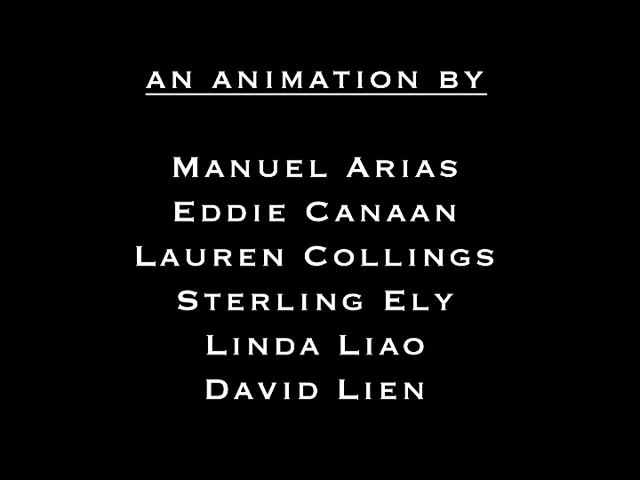 AN ANIMATION BY
MANUEL ARIAS
EDDIE CANAAN
LAUREN COLLINGS
STERLING ELY
LINDA LIAO
DAVID LIEN